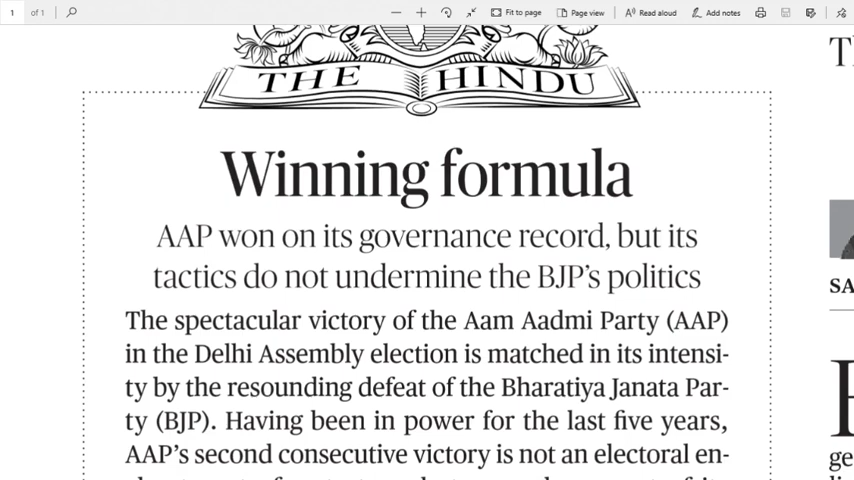 1 of 1
Fit to page
Page view
Read aloud
Add notes
THE HINDU
Winning formula
AAP won on its governance record, but its
tactics do not undermine the BJP's politics
The spectacular victory of the Aam Aadmi Party (AAP)
in the Delhi Assembly election is matched in its intensi-
ty by the resounding defeat of the Bharatiya Janata Par-
ty (BJP). Having been in power for the last five years,
AAP's second consecutive victory is not an electoral en-
SA
ge